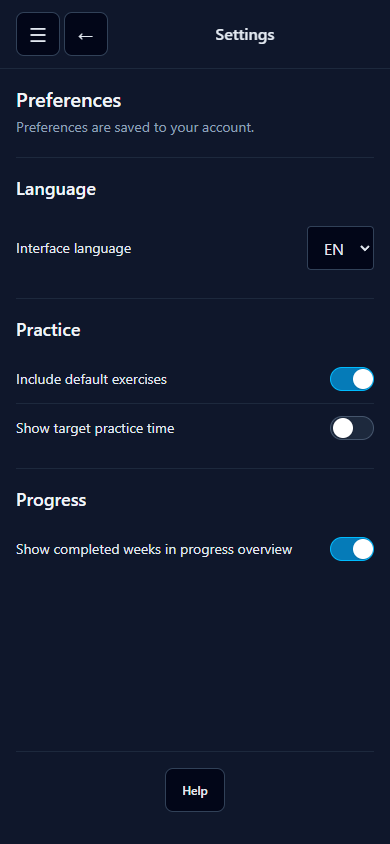 Settings
Preferences
Preferences are saved to your account.
Language
Interface language
EN
Practice
Include default exercises
Show target practice time
Progress
Show completed weeks in progress overview
Help